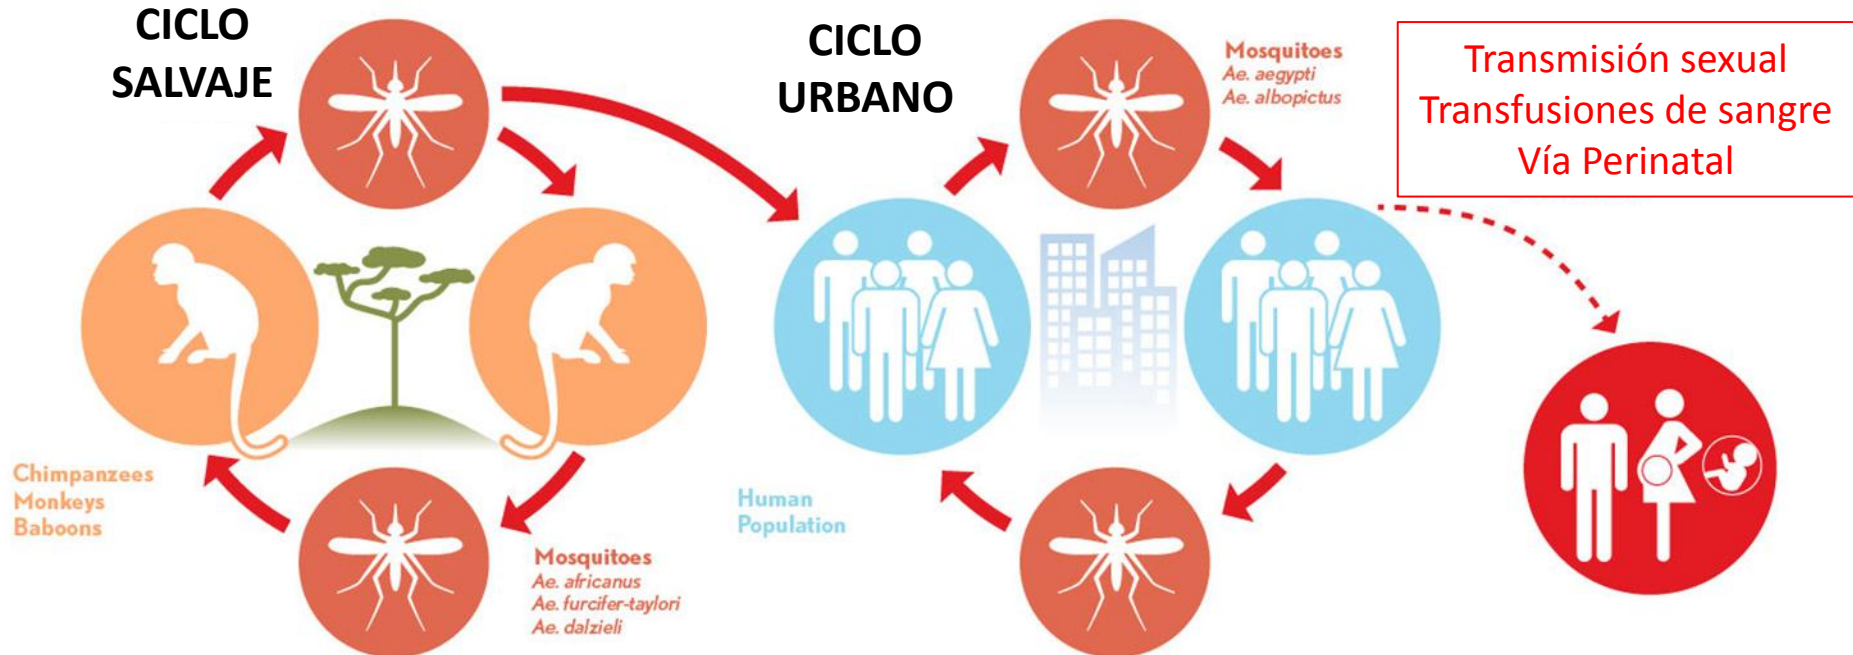 CICLO
SALVAJE
CICLO
URBANO
Mosquitoes
Ae. aegypti
Ae. albopictus
Transmisión sexual
Transfusiones de sangre
Vía Perinatal
Chimpanzees
Monkeys
Baboons
Mosquitoes
Ae. africanus
Ae. furcifer-taylori
Ae. dalzieli
Human
Population